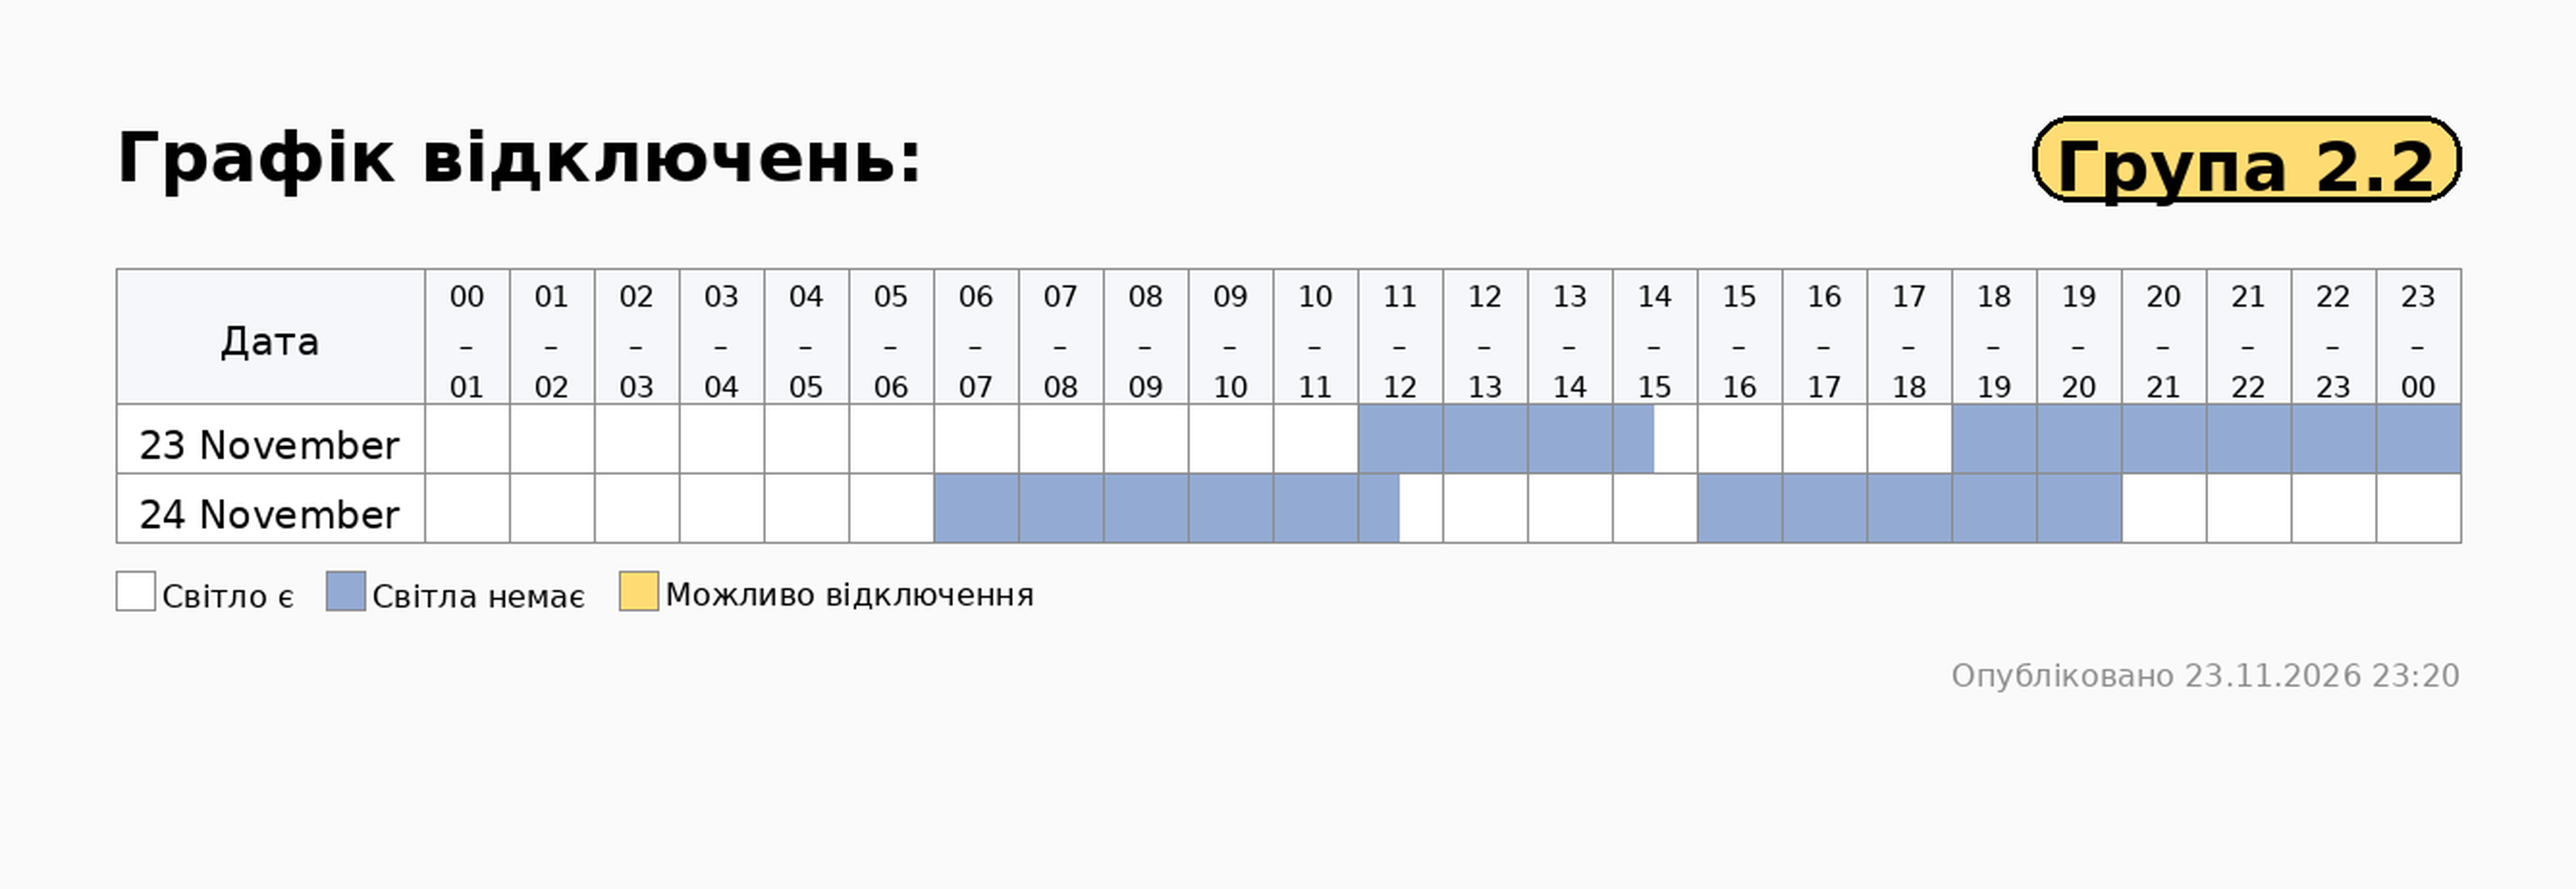 Графік відключень:
Група 2.2
Дата
00 – 01
01 – 02
02 – 03
03 – 04
04 – 05
05 – 06
06 – 07
07 – 08
08 – 09
09 – 10
10 – 11
11 – 12
12 – 13
13 – 14
14 – 15
15 – 16
16 – 17
17 – 18
18 – 19
19 – 20
20 – 21
21 – 22
22 – 23
23 – 00
23 November
24 November
Світло є
Світла немає
Можливо відключення
Опубліковано 23.11.2026 23:20